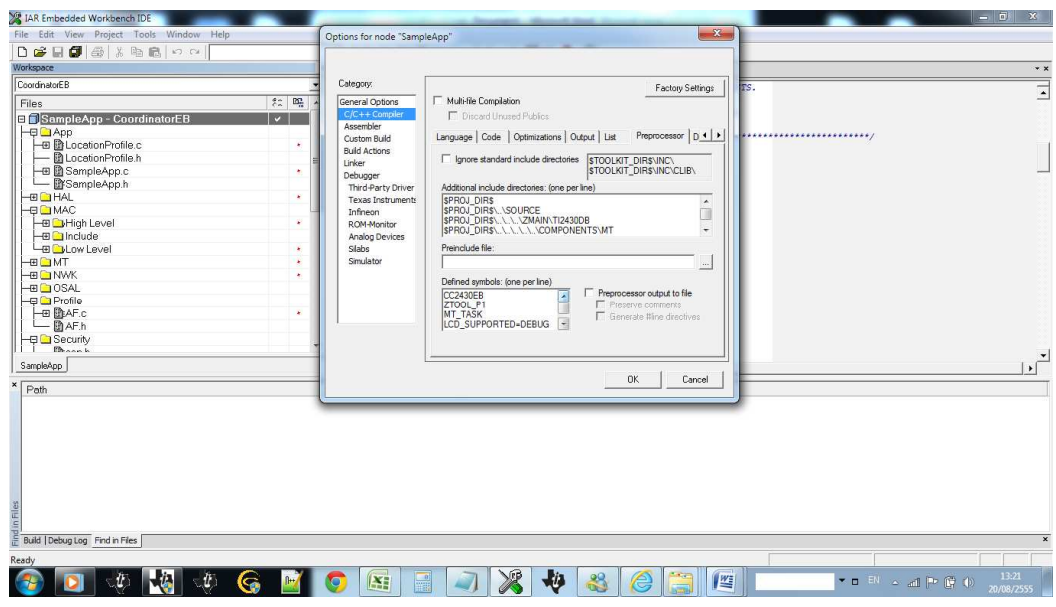 IAR Embedded Workbench IDE
File Edit View Project Tools Window Help
Workspace
CoordinatorEB
Files
SampleApp - CoordinatorEB
App
LocationProfile.c
LocationProfile.h
SampleApp.c
SampleApp.h
HAL
MAC
High Level
Include
Low Level
MT
NWK
OSAL
Profile
AF.c
AF.h
Security
SampleApp
Options for node "SampleApp"
Category:
General Options
C/C++ Compiler
Assembler
Custom Build
Build Actions
Linker
Debugger
Third-Party Driver
Texas Instruments
Infineon
ROM-Monitor
Analog Devices
Silabs
Simulator
Factory Settings
Multi-file Compilation
Discard Unused Publics
Language Code Optimizations Output List Preprocessor D
Ignore standard include directories
$TOOLKIT_DIR$\INC\
$TOOLKIT_DIR$\INC\CLIB\
Additional include directories: (one per line)
$PROJ_DIR$
$PROJ_DIR$\..\SOURCE
$PROJ_DIR$\..\..\..\ZMAIN\TI2430DB
$PROJ_DIR$\..\..\..\..\..\COMPONENTS\MT
Preinclude file:
...
Defined symbols: (one per line)
CC2430EB
ZTOOL_P1
MT_TASK
LCD_SUPPORTED=DEBUG
Preprocessor output to file
Preserve comments
Generate #line directives
OK Cancel
TS.
***************************/
Path
Find in Files
Build Debug Log Find in Files
Ready
EN
13:21
20/08/2555